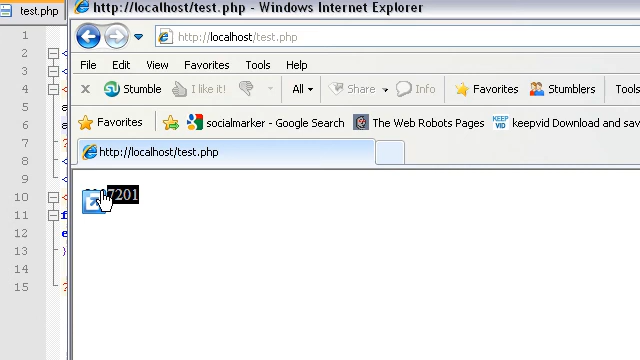 test.php
http://localhost/test.php - Windows Internet Explorer
http://localhost/test.php
File Edit View Favorites Tools Help
x Stumble I like it! All Share Info Favorites Stumblers Tools
Favorites socialmarker - Google Search The Web Robots Pages KEEP VID keepvid Download and sav
http://localhost/test.php
1
2
3
4
5
6
7
8
9
10
11
12
13
14
15
7201